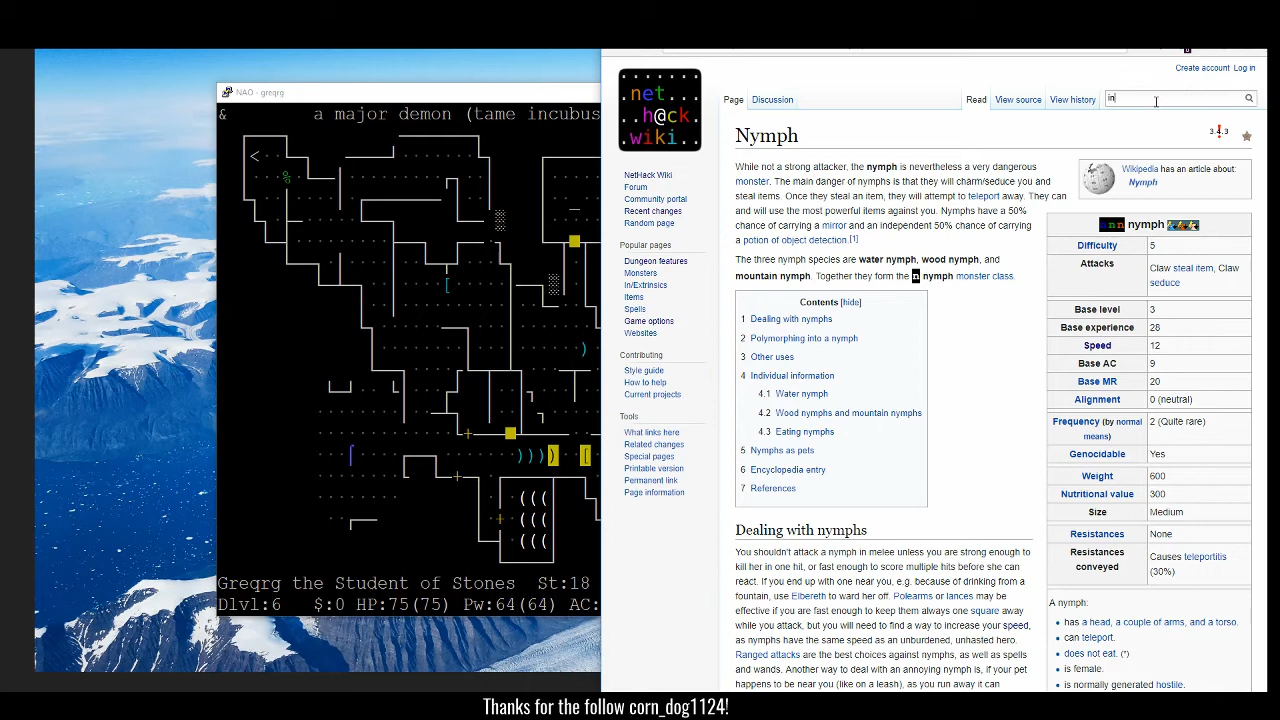 NAO - greqrg
& a major demon (tame incubus
Greqrg the Student of Stones St:18
Dlvl:6 $:0 HP:75(75) Pw:64(64) AC:
net
h@ck
wiki
NetHack Wiki
Forum
Community portal
Recent changes
Random page
Popular pages
Dungeon features
Monsters
In/Extrinsics
Items
Spells
Game options
Websites
Contributing
Style guide
How to help
Current projects
Tools
What links here
Related changes
Special pages
Printable version
Permanent link
Page information
Create account Log in
Page Discussion Read View source View history in
Nymph
3.4.3
While not a strong attacker, the nymph is nevertheless a very dangerous
monster. The main danger of nymphs is that they will charm/seduce you and
steal items. Once they steal an item, they will attempt to teleport away. They can
and will use the most powerful items against you. Nymphs have a 50%
chance of carrying a mirror and an independent 50% chance of carrying
a potion of object detection.[1]
The three nymph species are water nymph, wood nymph, and
mountain nymph. Together they form the n nymph monster class.
Contents [hide]
1 Dealing with nymphs
2 Polymorphing into a nymph
3 Other uses
4 Individual information
4.1 Water nymph
4.2 Wood nymphs and mountain nymphs
4.3 Eating nymphs
5 Nymphs as pets
6 Encyclopedia entry
7 References
Dealing with nymphs
You shouldn't attack a nymph in melee unless you are strong enough to
kill her in one hit, or fast enough to score multiple hits before she can
react. If you end up with one near you, e.g. because of drinking from a
fountain, use Elbereth to ward her off. Polearms or lances may be
effective if you are fast enough to keep them always one square away
while you attack, but you will need to find a way to increase your speed,
as nymphs have the same speed as an unburdened, unhasted hero.
Ranged attacks are the best choices against nymphs, as well as spells
and wands. Another way to deal with an annoying nymph is, if your pet
happens to be near you (like on a leash), as you run away it can
Wikipedia has an article about:
Nymph
nnn nymph
Difficulty 5
Attacks Claw steal item, Claw
seduce
Base level 3
Base experience 28
Speed 12
Base AC 9
Base MR 20
Alignment 0 (neutral)
Frequency (by normal
means) 2 (Quite rare)
Genocidable Yes
Weight 600
Nutritional value 300
Size Medium
Resistances None
Resistances
conveyed Causes teleportitis
(30%)
A nymph:
has a head, a couple of arms, and a torso.
can teleport.
does not eat. (*)
is female.
is normally generated hostile.
Thanks for the follow corn_dog1124!